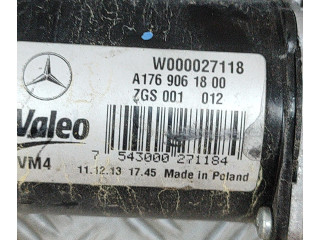 W000027118
A176 906 18 00
ZGS 001 012
Valeo
VM4
7 543000 271184
11.12.13 17.45 Made in Poland